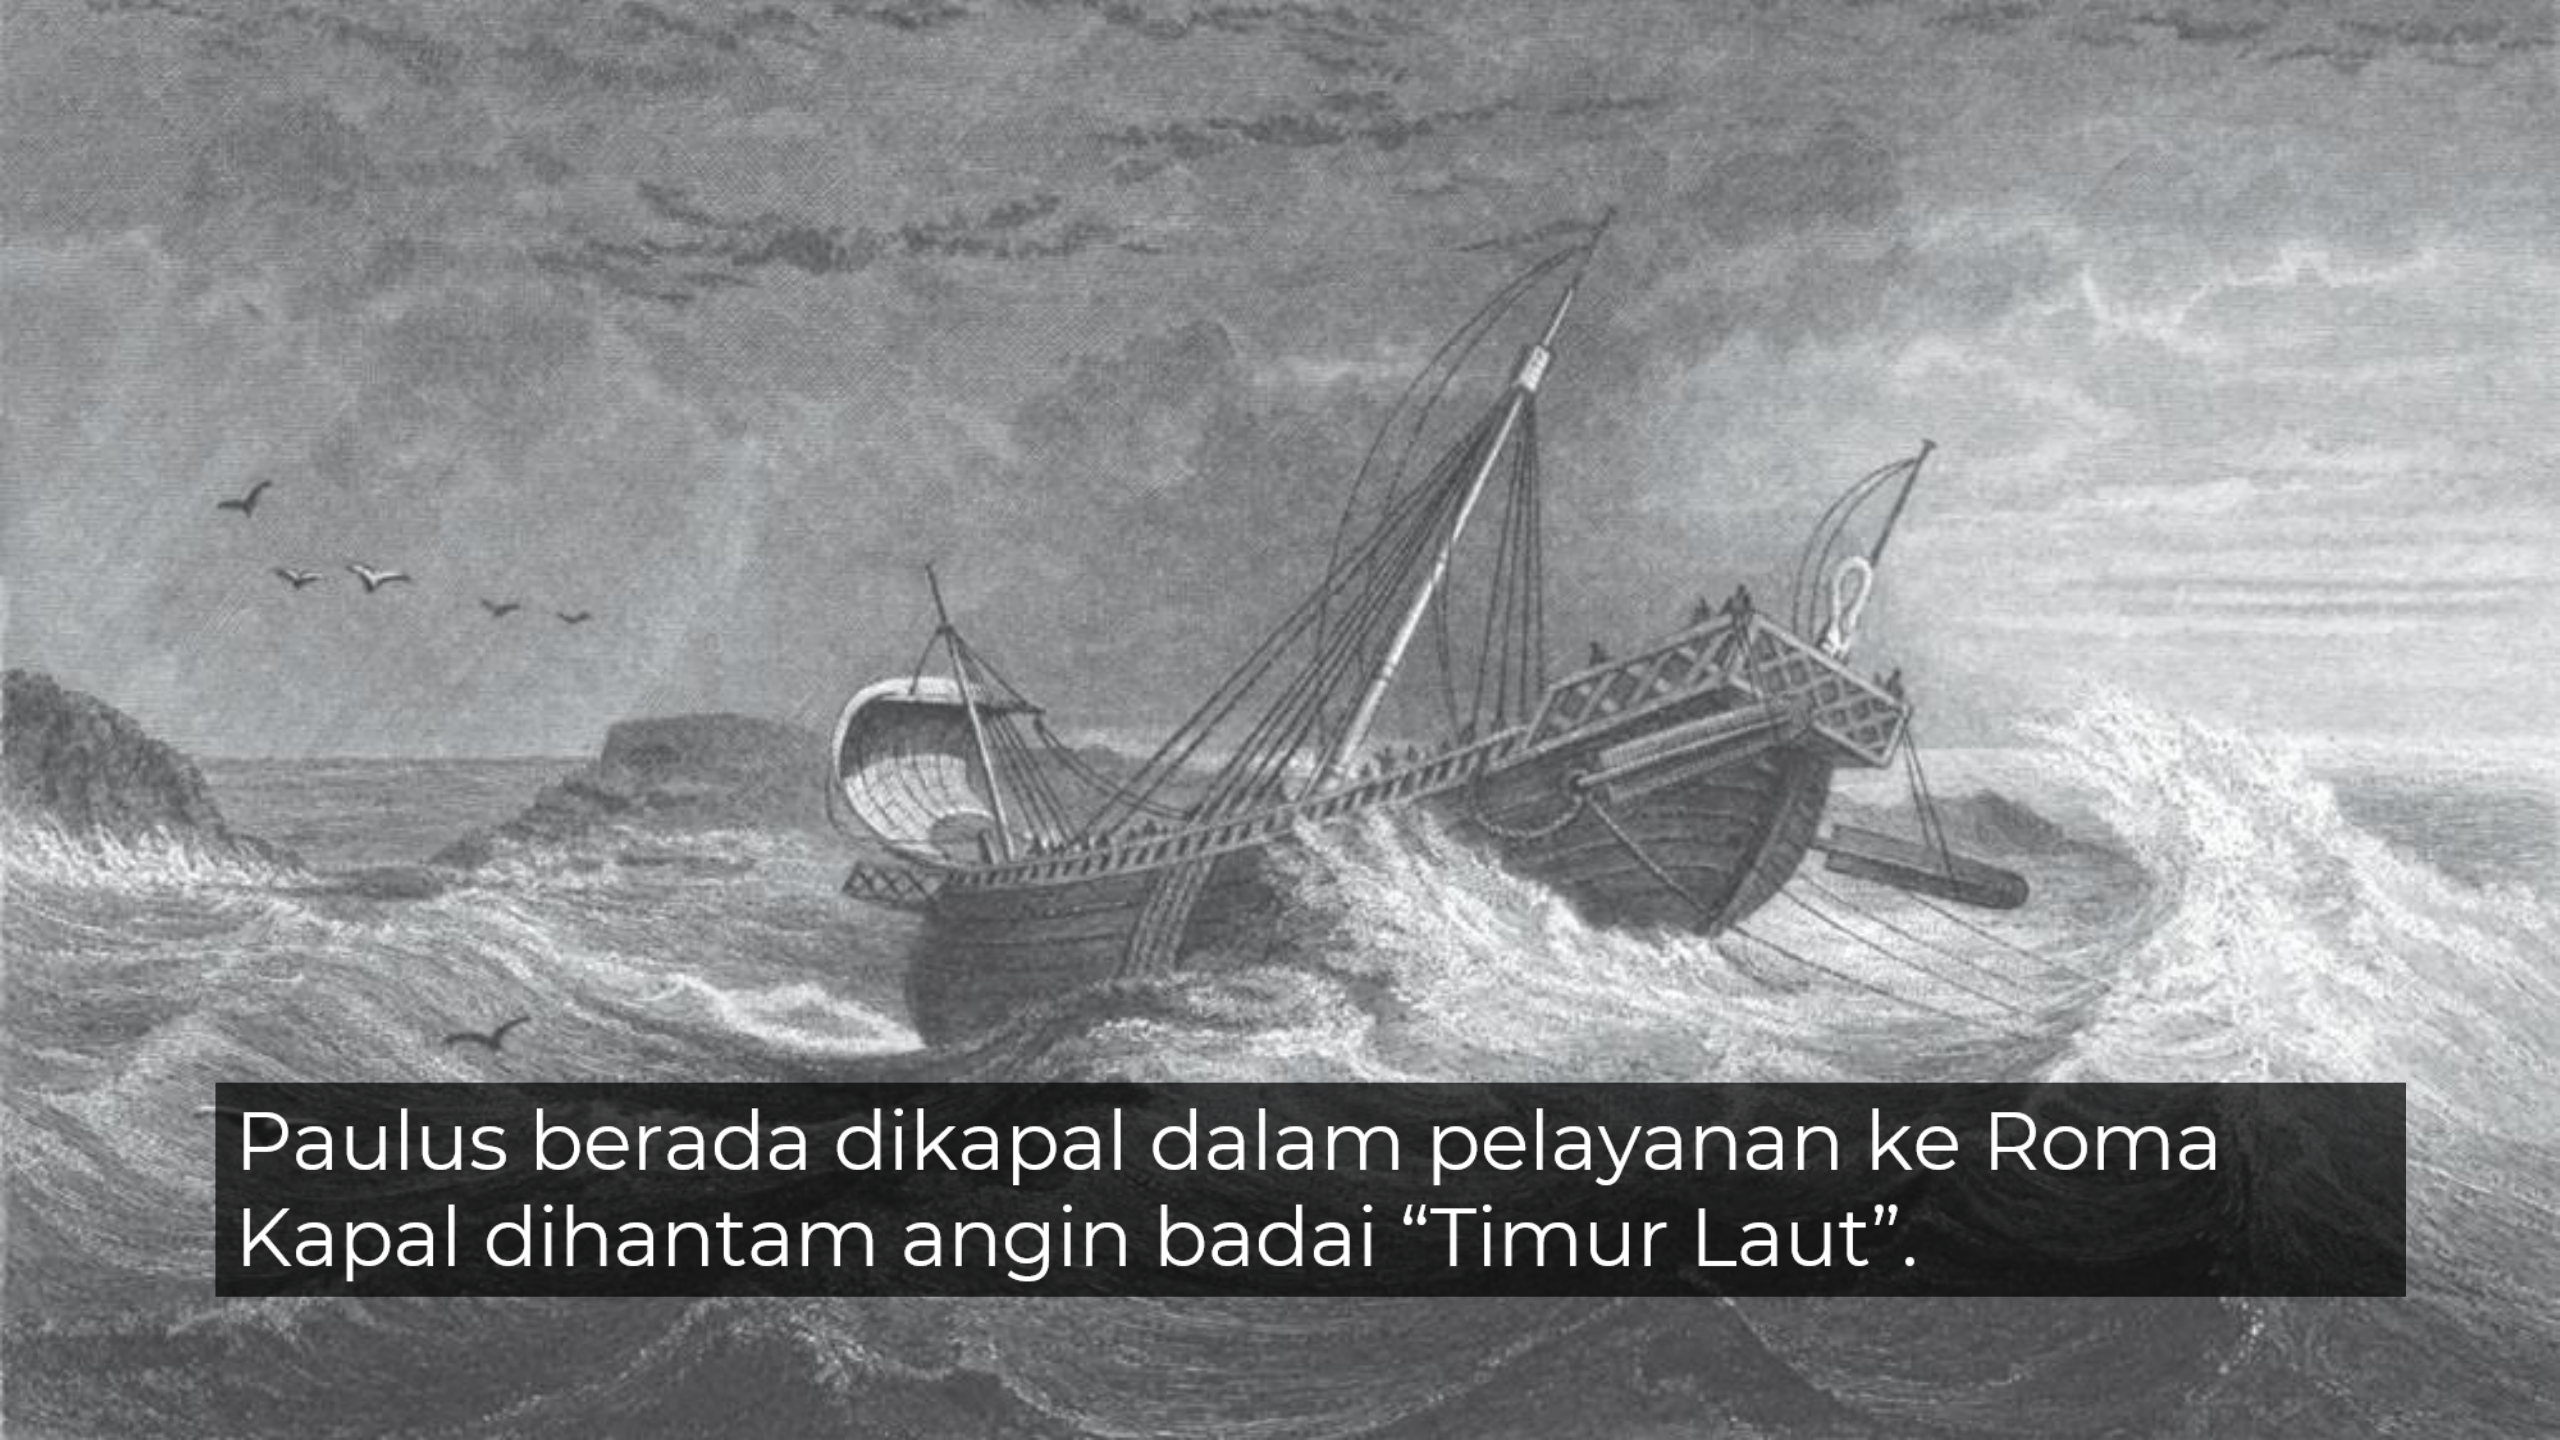 Paulus berada dikapal dalam pelayanan ke Roma
Kapal dihantam angin badai “Timur Laut”.